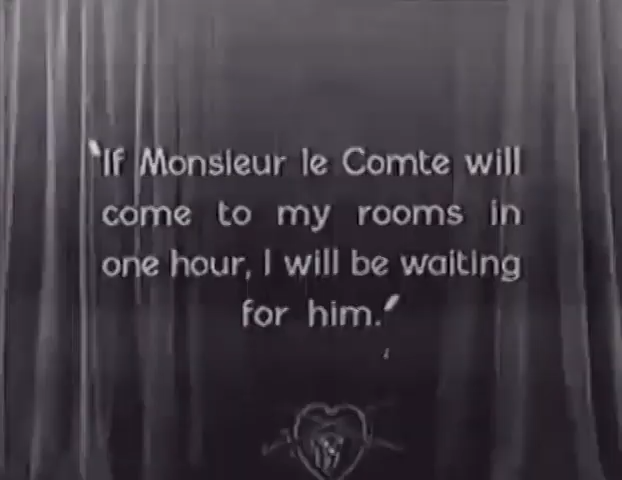 'If Monsieur le Comte will
come to my rooms in
one hour, I will be waiting
for him.'